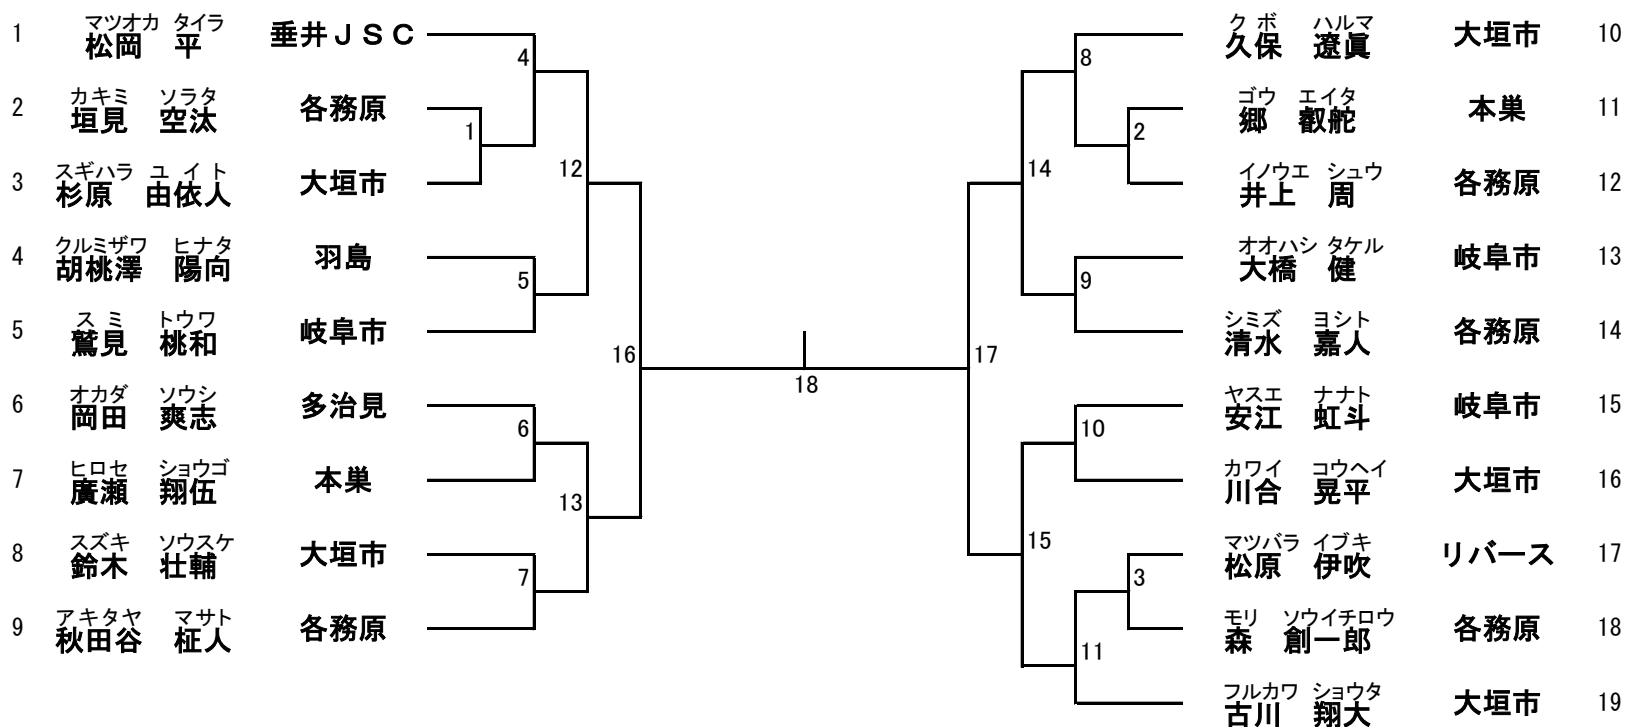 マツオカ タイラ
1 松岡 平 垂井ＪＳＣ
カキミ ソラタ
2 垣見 空汰 各務原
スギハラ ユイト
3 杉原 由依人 大垣市
クルミザワ ヒナタ
4 胡桃澤 陽向 羽島
スミ トウワ
5 鷲見 桃和 岐阜市
オカダ ソウシ
6 岡田 爽志 多治見
ヒロセ ショウゴ
7 廣瀬 翔伍 本巣
スズキ ソウスケ
8 鈴木 壮輔 大垣市
アキタヤ マサト
9 秋田谷 柾人 各務原
4
1
12
5
16
6
13
7
18
8
2
14
9
17
10
15
3
11
クボ ハルマ
久保 遼眞 大垣市 10
ゴウ エイタ
郷 叡舵 本巣 11
イノウエ シュウ
井上 周 各務原 12
オオハシ タケル
大橋 健 岐阜市 13
シミズ ヨシト
清水 嘉人 各務原 14
ヤスエ ナナト
安江 虹斗 岐阜市 15
カワイ コウヘイ
川合 晃平 大垣市 16
マツバラ イブキ
松原 伊吹 リバース 17
モリ ソウイチロウ
森 創一郎 各務原 18
フルカワ ショウタ
古川 翔大 大垣市 19